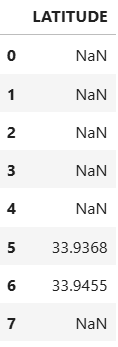 LATITUDE
0 NaN
1 NaN
2 NaN
3 NaN
4 NaN
5 33.9368
6 33.9455
7 NaN